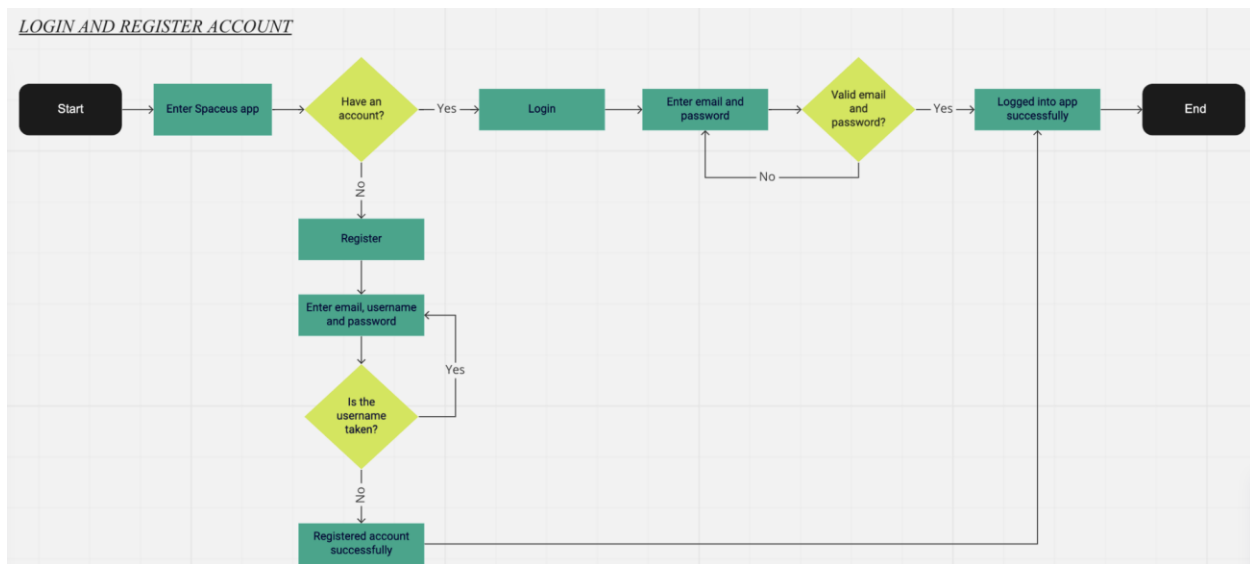 LOGIN AND REGISTER ACCOUNT
Start
Enter Spaceus app
Have an
account?
Yes
Login
Enter email and
password
Valid email
and
password?
Yes
Logged into app
successfully
End
No
No
Register
Enter email, username
and password
Yes
Is the
username
taken?
No
Registered account
successfully